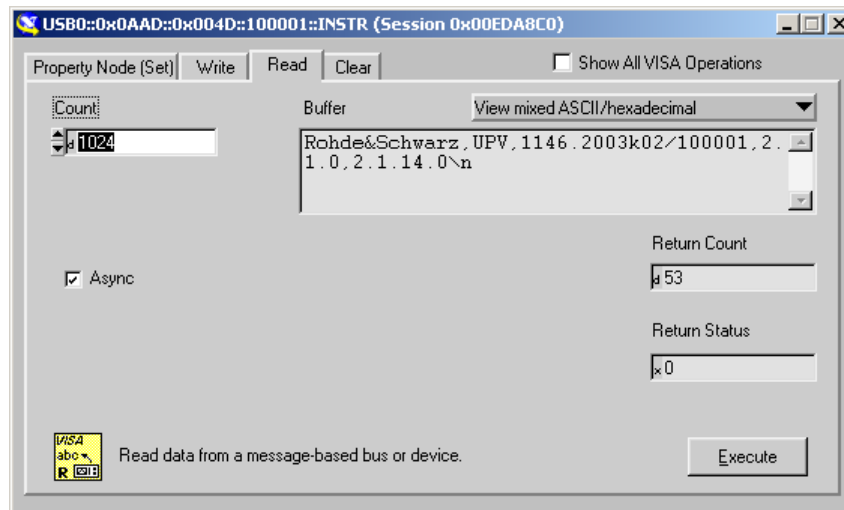 USB0::0x0AAD::0x004D::100001::INSTR (Session 0x00EDA8C0)
Property Node (Set) Write Read Clear Show All VISA Operations
Count Buffer View mixed ASCII/hexadecimal
d 1024
Rohde&Schwarz,UPV,1146.2003k02/100001,2.
1.0,2.1.14.0\n
Return Count
Async
d 53
Return Status
x 0
VISA
abc
R
Read data from a message-based bus or device.
Execute